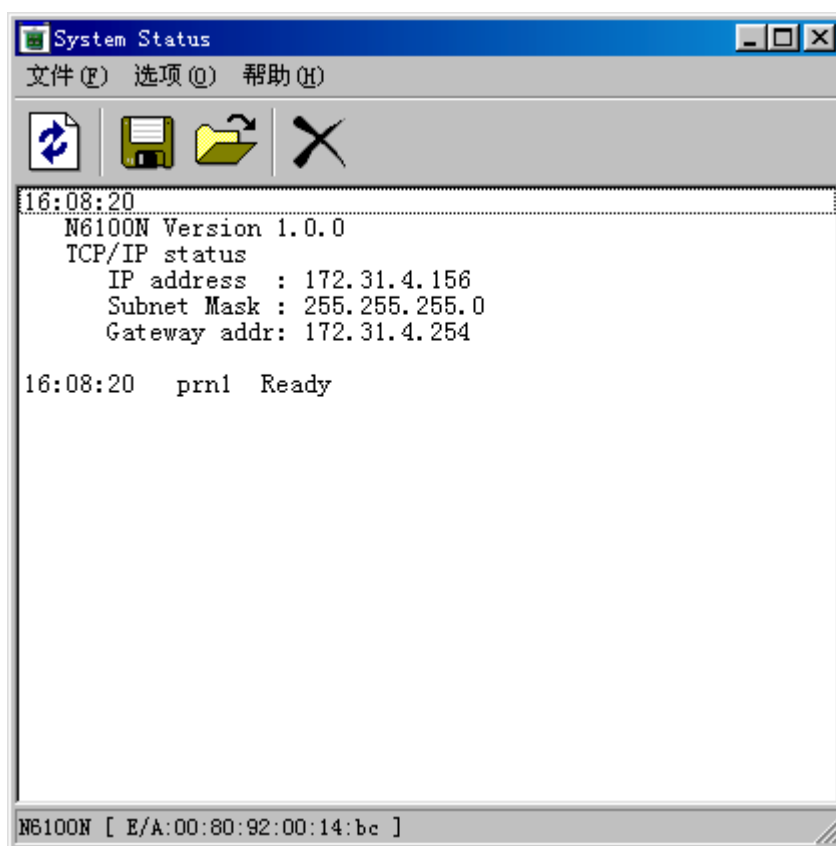 System Status
文件(F) 选项(O) 帮助(H)
16:08:20
N6100N Version 1.0.0
TCP/IP status
IP address : 172.31.4.156
Subnet Mask : 255.255.255.0
Gateway addr: 172.31.4.254
16:08:20 prn1 Ready
N6100N [ E/A:00:80:92:00:14:bc ]